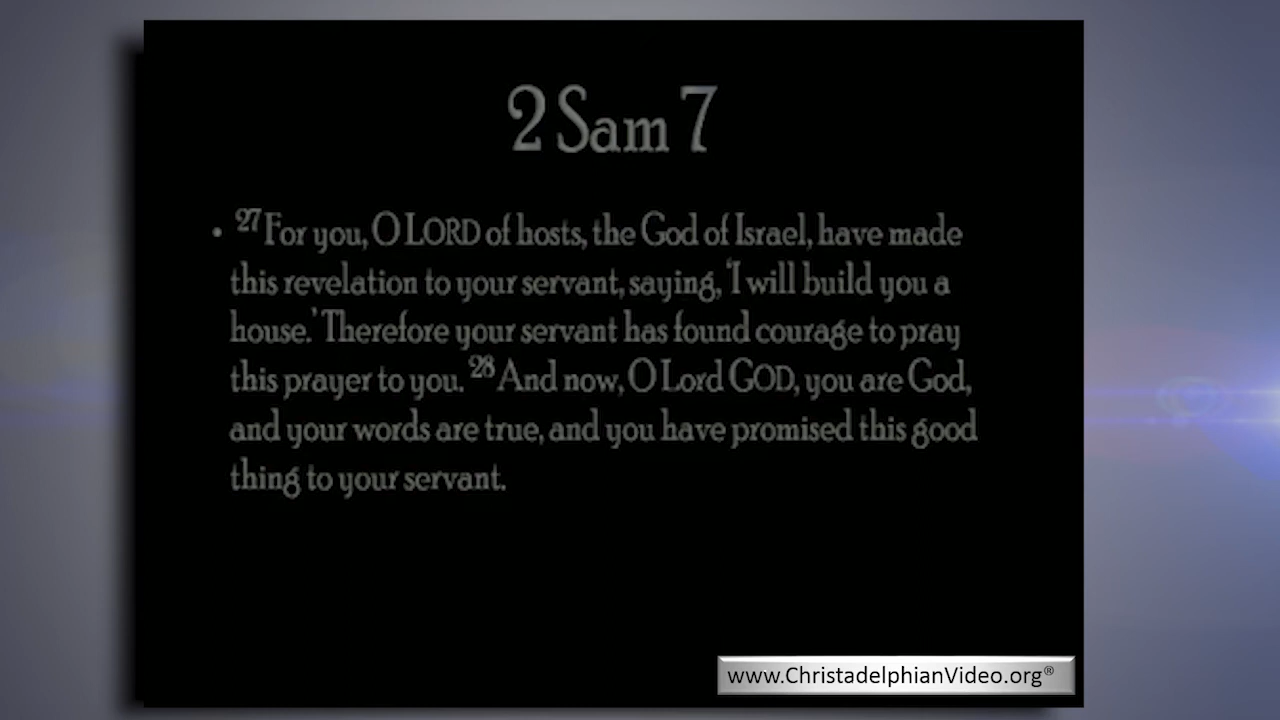 2 Sam 7
• 27 For you, O LORD of hosts, the God of Israel, have made
this revelation to your servant, saying, 'I will build you a
house.' Therefore your servant has found courage to pray
this prayer to you. 28 And now, O Lord GOD, you are God,
and your words are true, and you have promised this good
thing to your servant.
www.ChristadelphianVideo.org®